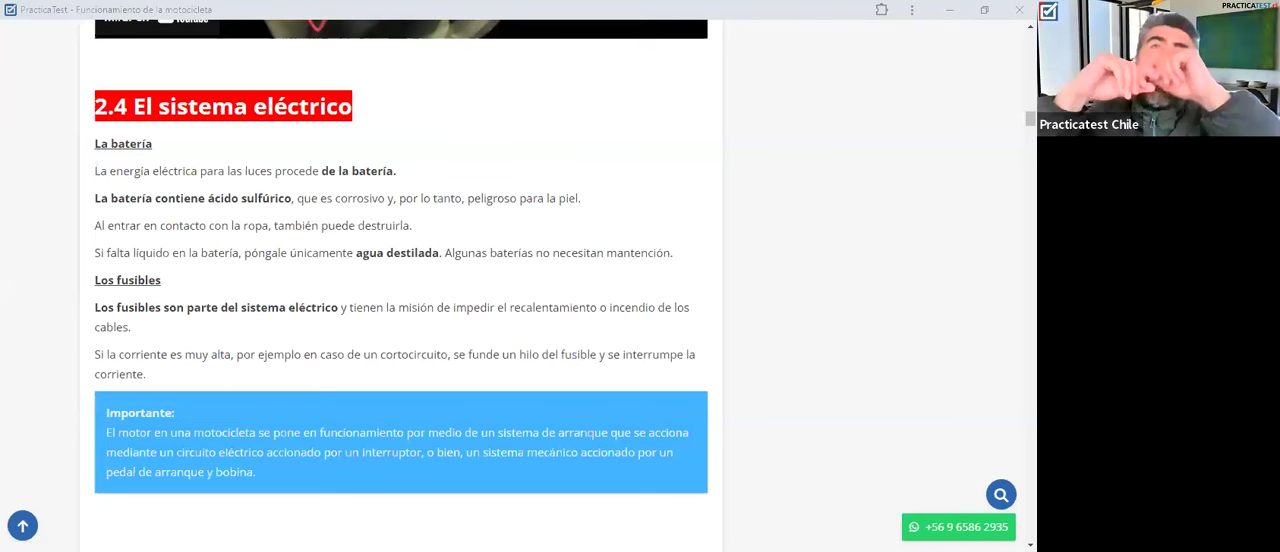 PracticaTest - Funcionamiento de la motocicleta
YouTube
PRACTICATEST
Practicatest Chile
2.4 El sistema eléctrico
La batería
La energía eléctrica para las luces procede de la batería.
La batería contiene ácido sulfúrico, que es corrosivo y, por lo tanto, peligroso para la piel.
Al entrar en contacto con la ropa, también puede destruirla.
Si falta líquido en la batería, póngale únicamente agua destilada. Algunas baterías no necesitan mantención.
Los fusibles
Los fusibles son parte del sistema eléctrico y tienen la misión de impedir el recalentamiento o incendio de los
cables.
Si la corriente es muy alta, por ejemplo en caso de un cortocircuito, se funde un hilo del fusible y se interrumpe la
corriente.
Importante:
El motor en una motocicleta se pone en funcionamiento por medio de un sistema de arranque que se acciona
mediante un circuito eléctrico accionado por un interruptor, o bien, un sistema mecánico accionado por un
pedal de arranque y bobina.
+56 9 6586 2935